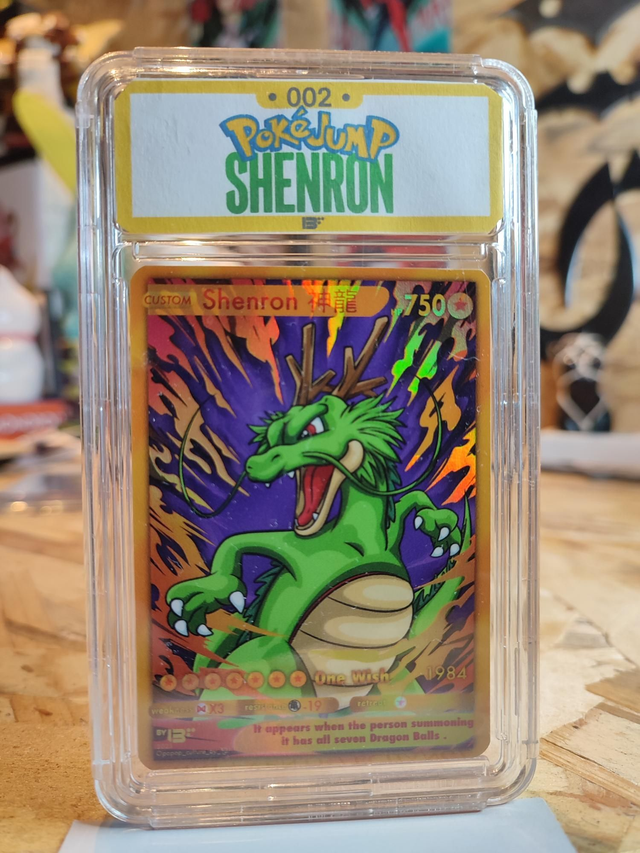 • 002 •
PokéJump
SHENRON
CUSTOM Shenron 神龍 750
One Wish 1984
X3 -19
BY
It appears when the person summoning
it has all seven Dragon Balls .